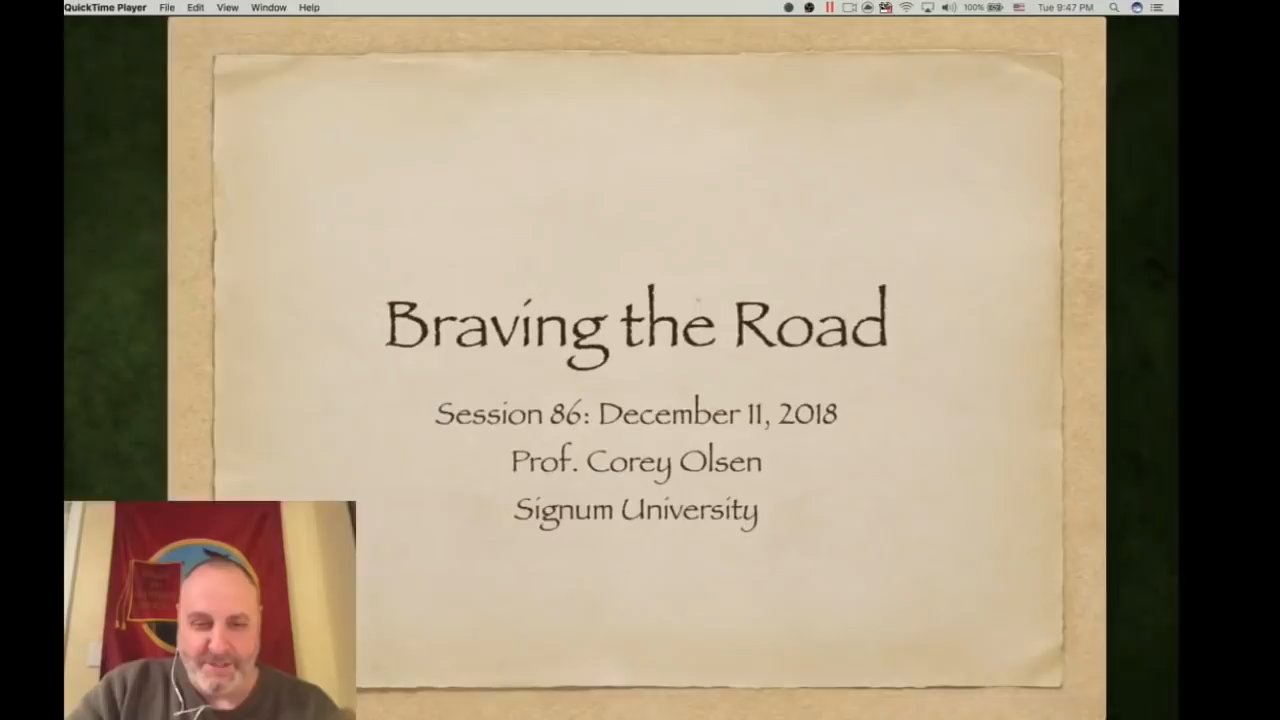 QuickTime Player File Edit View Window Help 100% Tue 9:47 PM
Braving the Road
Session 86: December 11, 2018
Prof. Corey Olsen
Signum University